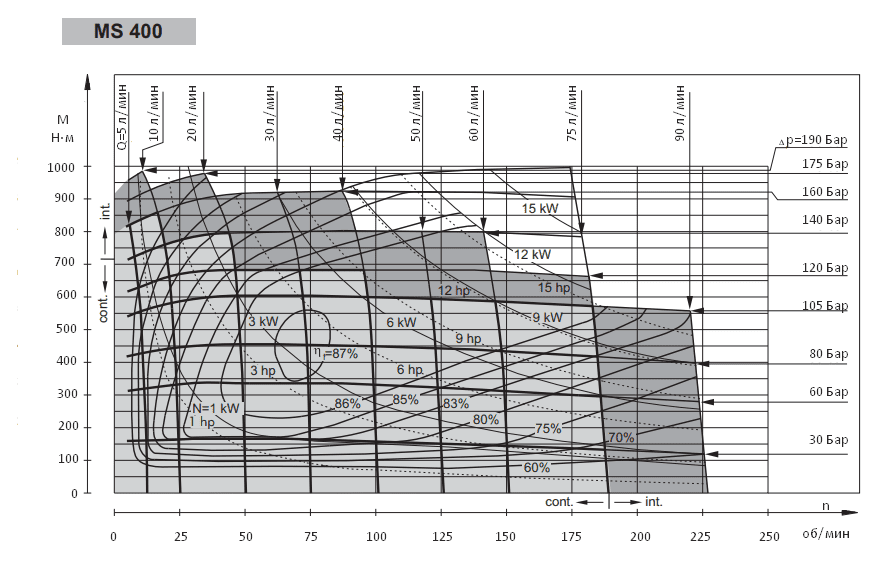 MS 400
M
Н·м
Q=5 л/мин
10 л/мин
20 л/мин
30 л/мин
40 л/мин
50 л/мин
60 л/мин
75 л/мин
90 л/мин
Δp=190 Бар
175 Бар
160 Бар
140 Бар
120 Бар
105 Бар
80 Бар
60 Бар
30 Бар
1000
900
800
700
600
500
400
300
200
100
0
int.
cont.
15 kW
12 kW
12 hp
15 hp
3 kW
6 kW
9 kW
9 hp
ηt=87%
3 hp
6 hp
N=1 kW
1 hp
86%
85%
83%
80%
75%
70%
60%
cont.
int.
n
0
25
50
75
100
125
150
175
200
225
250
об/мин